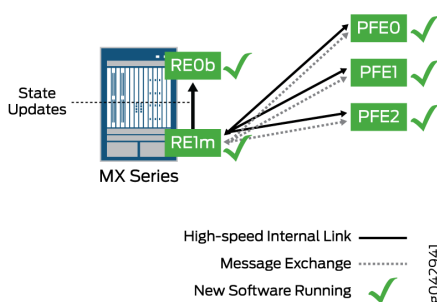 PFE0
RE0b
State
Updates
PFE1
PFE2
RE1m
MX Series
High-speed Internal Link
Message Exchange
New Software Running
g042941